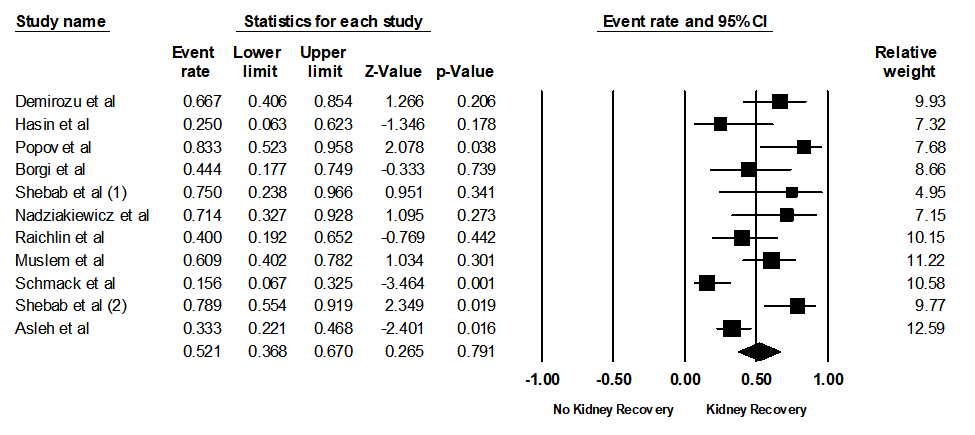 Study name Statistics for each study Event rate and 95%CI
Event rate Lower limit Upper limit Z-Value p-Value Relative weight
Demirozu et al 0.667 0.406 0.854 1.266 0.206 9.93
Hasin et al 0.250 0.063 0.623 -1.346 0.178 7.32
Popov et al 0.833 0.523 0.958 2.078 0.038 7.68
Borgi et al 0.444 0.177 0.749 -0.333 0.739 8.66
Shebab et al (1) 0.750 0.238 0.966 0.951 0.341 4.95
Nadziakiewicz et al 0.714 0.327 0.928 1.095 0.273 7.15
Raichlin et al 0.400 0.192 0.652 -0.769 0.442 10.15
Muslem et al 0.609 0.402 0.782 1.034 0.301 11.22
Schmack et al 0.156 0.067 0.325 -3.464 0.001 10.58
Shebab et al (2) 0.789 0.554 0.919 2.349 0.019 9.77
Asleh et al 0.333 0.221 0.468 -2.401 0.016 12.59
0.521 0.368 0.670 0.265 0.791
-1.00 -0.50 0.00 0.50 1.00
No Kidney Recovery Kidney Recovery